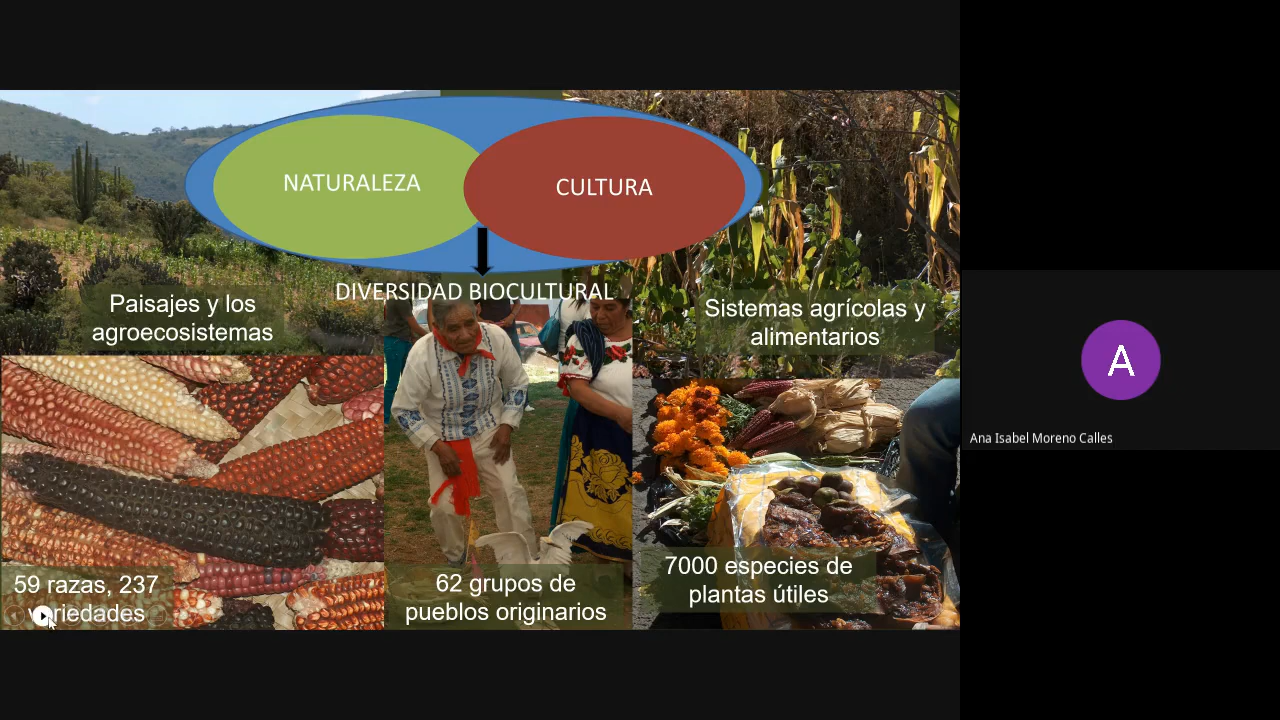 NATURALEZA
CULTURA
DIVERSIDAD BIOCULTURAL
Paisajes y los
agroecosistemas
Sistemas agrícolas y
alimentarios
59 razas, 237
variedades
62 grupos de
pueblos originarios
7000 especies de
plantas útiles
A
Ana Isabel Moreno Calles